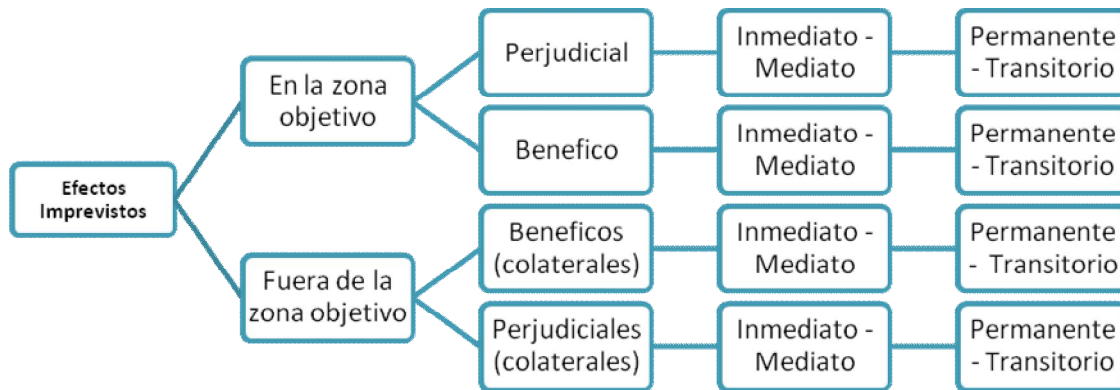 Efectos
Imprevistos
En la zona
objetivo
Perjudicial
Inmediato -
Mediato
Permanente
- Transitorio
Benefico
Inmediato -
Mediato
Permanente
- Transitorio
Fuera de la
zona objetivo
Beneficos
(colaterales)
Inmediato -
Mediato
Permanente
- Transitorio
Perjudiciales
(colaterales)
Inmediato -
Mediato
Permanente
- Transitorio